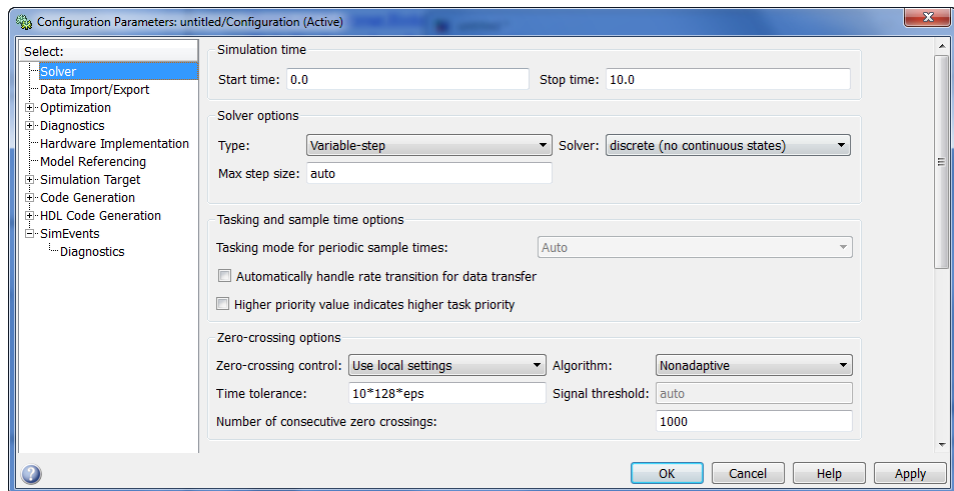 Configuration Parameters: untitled/Configuration (Active)
Select:
Solver
Data Import/Export
Optimization
Diagnostics
Hardware Implementation
Model Referencing
Simulation Target
Code Generation
HDL Code Generation
SimEvents
Diagnostics
Simulation time
Start time: 0.0 Stop time: 10.0
Solver options
Type: Variable-step Solver: discrete (no continuous states)
Max step size: auto
Tasking and sample time options
Tasking mode for periodic sample times: Auto
Automatically handle rate transition for data transfer
Higher priority value indicates higher task priority
Zero-crossing options
Zero-crossing control: Use local settings Algorithm: Nonadaptive
Time tolerance: 10*128*eps Signal threshold: auto
Number of consecutive zero crossings: 1000
OK Cancel Help Apply